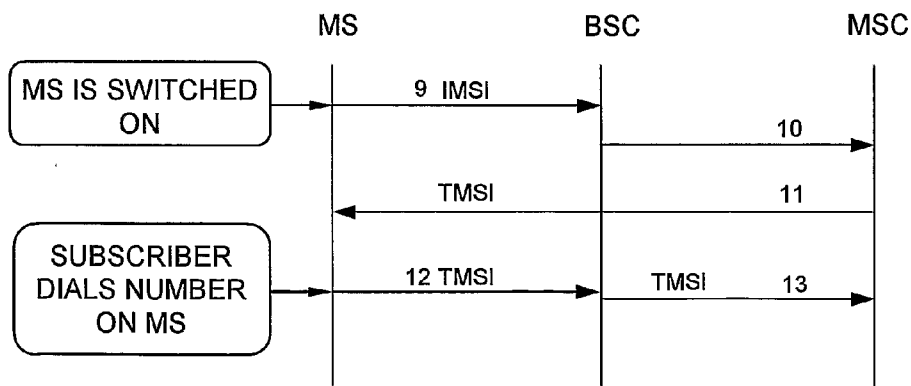 MS BSC MSC
MS IS SWITCHED
ON
9 IMSI
10
TMSI 11
SUBSCRIBER
DIALS NUMBER
ON MS
12 TMSI TMSI 13